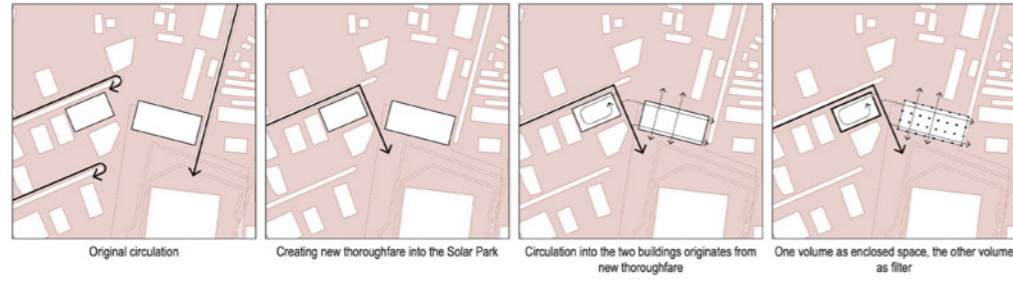 Original circulation
Creating new thoroughfare into the Solar Park
Circulation into the two buildings originates from
new thoroughfare
One volume as enclosed space, the other volume
as filter